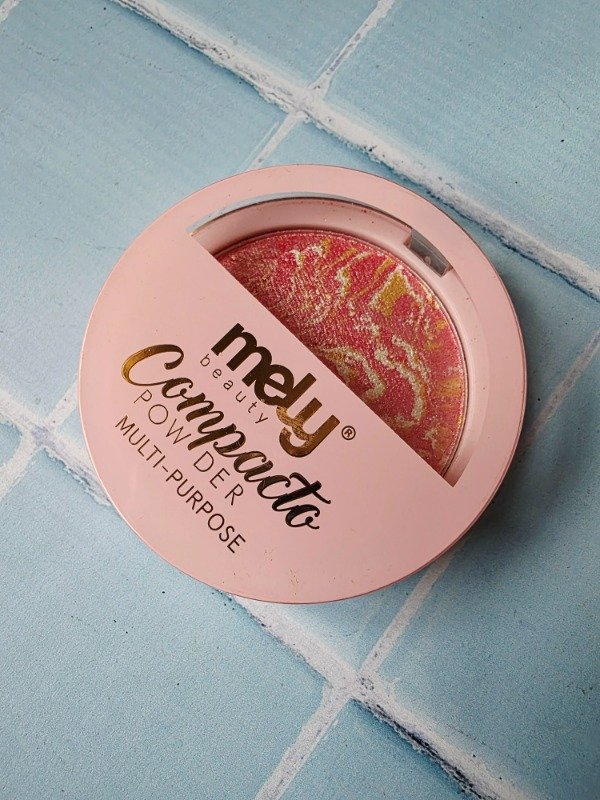 mely®
beauty
Compacto
POWDER
MULTI-PURPOSE